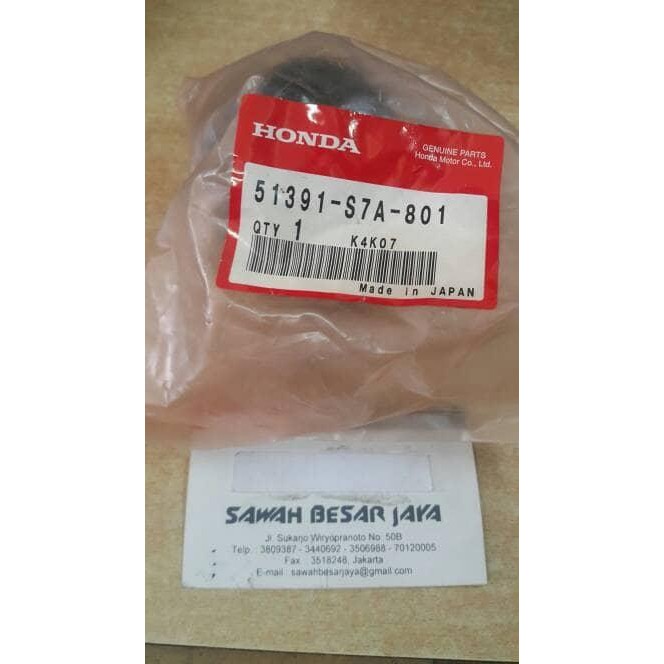 HONDA
GENUINE PARTS
Honda Motor Co., Ltd.
51391-S7A-801
QTY 1 K4K07
Made in JAPAN
SAWAH BESAR JAYA
Jl. Sukarjo Wiryopranoto No. 50B
Telp. : 3809387 - 3440692 - 3506988 - 70120005
Fax : 3518248, Jakarta
E-mail : sawahbesarjaya@gmail.com